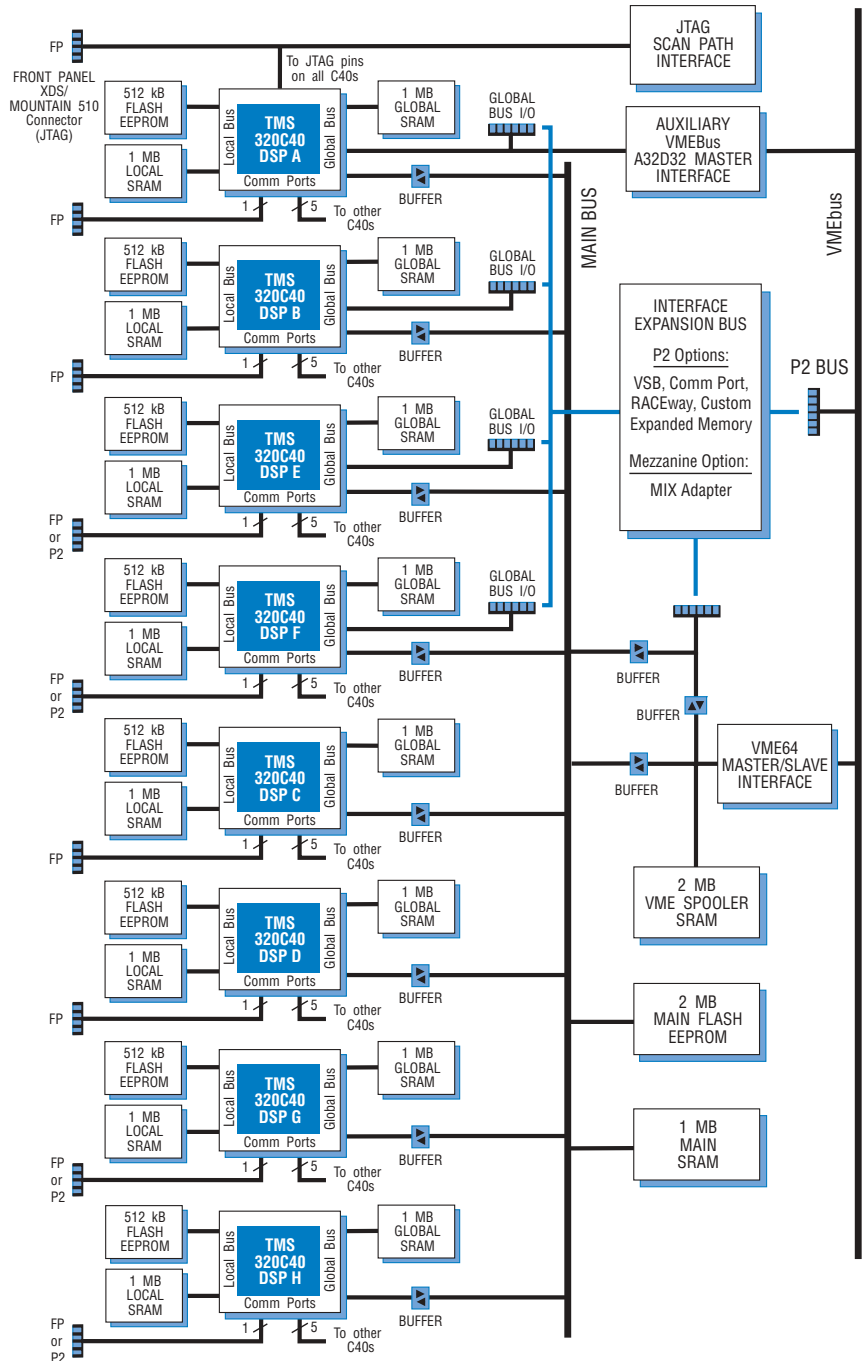 FP
FRONT PANEL
XDS/
MOUNTAIN 510
Connector
(JTAG)
To JTAG pins
on all C40s
JTAG
SCAN PATH
INTERFACE
512 kB
FLASH
EEPROM
1 MB
LOCAL
SRAM
Local Bus
TMS
320C40
DSP A
Global Bus
Comm Ports
1 MB
GLOBAL
SRAM
GLOBAL
BUS I/O
BUFFER
FP
1
5
To other
C40s
AUXILIARY
VMEBus
A32D32 MASTER
INTERFACE
MAIN BUS
VMEbus
512 kB
FLASH
EEPROM
1 MB
LOCAL
SRAM
Local Bus
TMS
320C40
DSP B
Global Bus
Comm Ports
1 MB
GLOBAL
SRAM
GLOBAL
BUS I/O
BUFFER
FP
1
5
To other
C40s
INTERFACE
EXPANSION BUS
P2 Options:
VSB, Comm Port,
RACEway, Custom
Expanded Memory
Mezzanine Option:
MIX Adapter
P2 BUS
512 kB
FLASH
EEPROM
1 MB
LOCAL
SRAM
Local Bus
TMS
320C40
DSP E
Global Bus
Comm Ports
1 MB
GLOBAL
SRAM
GLOBAL
BUS I/O
BUFFER
FP
or
P2
1
5
To other
C40s
512 kB
FLASH
EEPROM
1 MB
LOCAL
SRAM
Local Bus
TMS
320C40
DSP F
Global Bus
Comm Ports
1 MB
GLOBAL
SRAM
GLOBAL
BUS I/O
BUFFER
FP
or
P2
1
5
To other
C40s
BUFFER
BUFFER
BUFFER
VME64
MASTER/SLAVE
INTERFACE
512 kB
FLASH
EEPROM
1 MB
LOCAL
SRAM
Local Bus
TMS
320C40
DSP C
Global Bus
Comm Ports
1 MB
GLOBAL
SRAM
BUFFER
FP
1
5
To other
C40s
2 MB
VME SPOOLER
SRAM
512 kB
FLASH
EEPROM
1 MB
LOCAL
SRAM
Local Bus
TMS
320C40
DSP D
Global Bus
Comm Ports
1 MB
GLOBAL
SRAM
BUFFER
FP
1
5
To other
C40s
2 MB
MAIN FLASH
EEPROM
512 kB
FLASH
EEPROM
1 MB
LOCAL
SRAM
Local Bus
TMS
320C40
DSP G
Global Bus
Comm Ports
1 MB
GLOBAL
SRAM
BUFFER
FP
or
P2
1
5
To other
C40s
1 MB
MAIN
SRAM
512 kB
FLASH
EEPROM
1 MB
LOCAL
SRAM
Local Bus
TMS
320C40
DSP H
Global Bus
Comm Ports
1 MB
GLOBAL
SRAM
BUFFER
FP
or
P2
1
5
To other
C40s